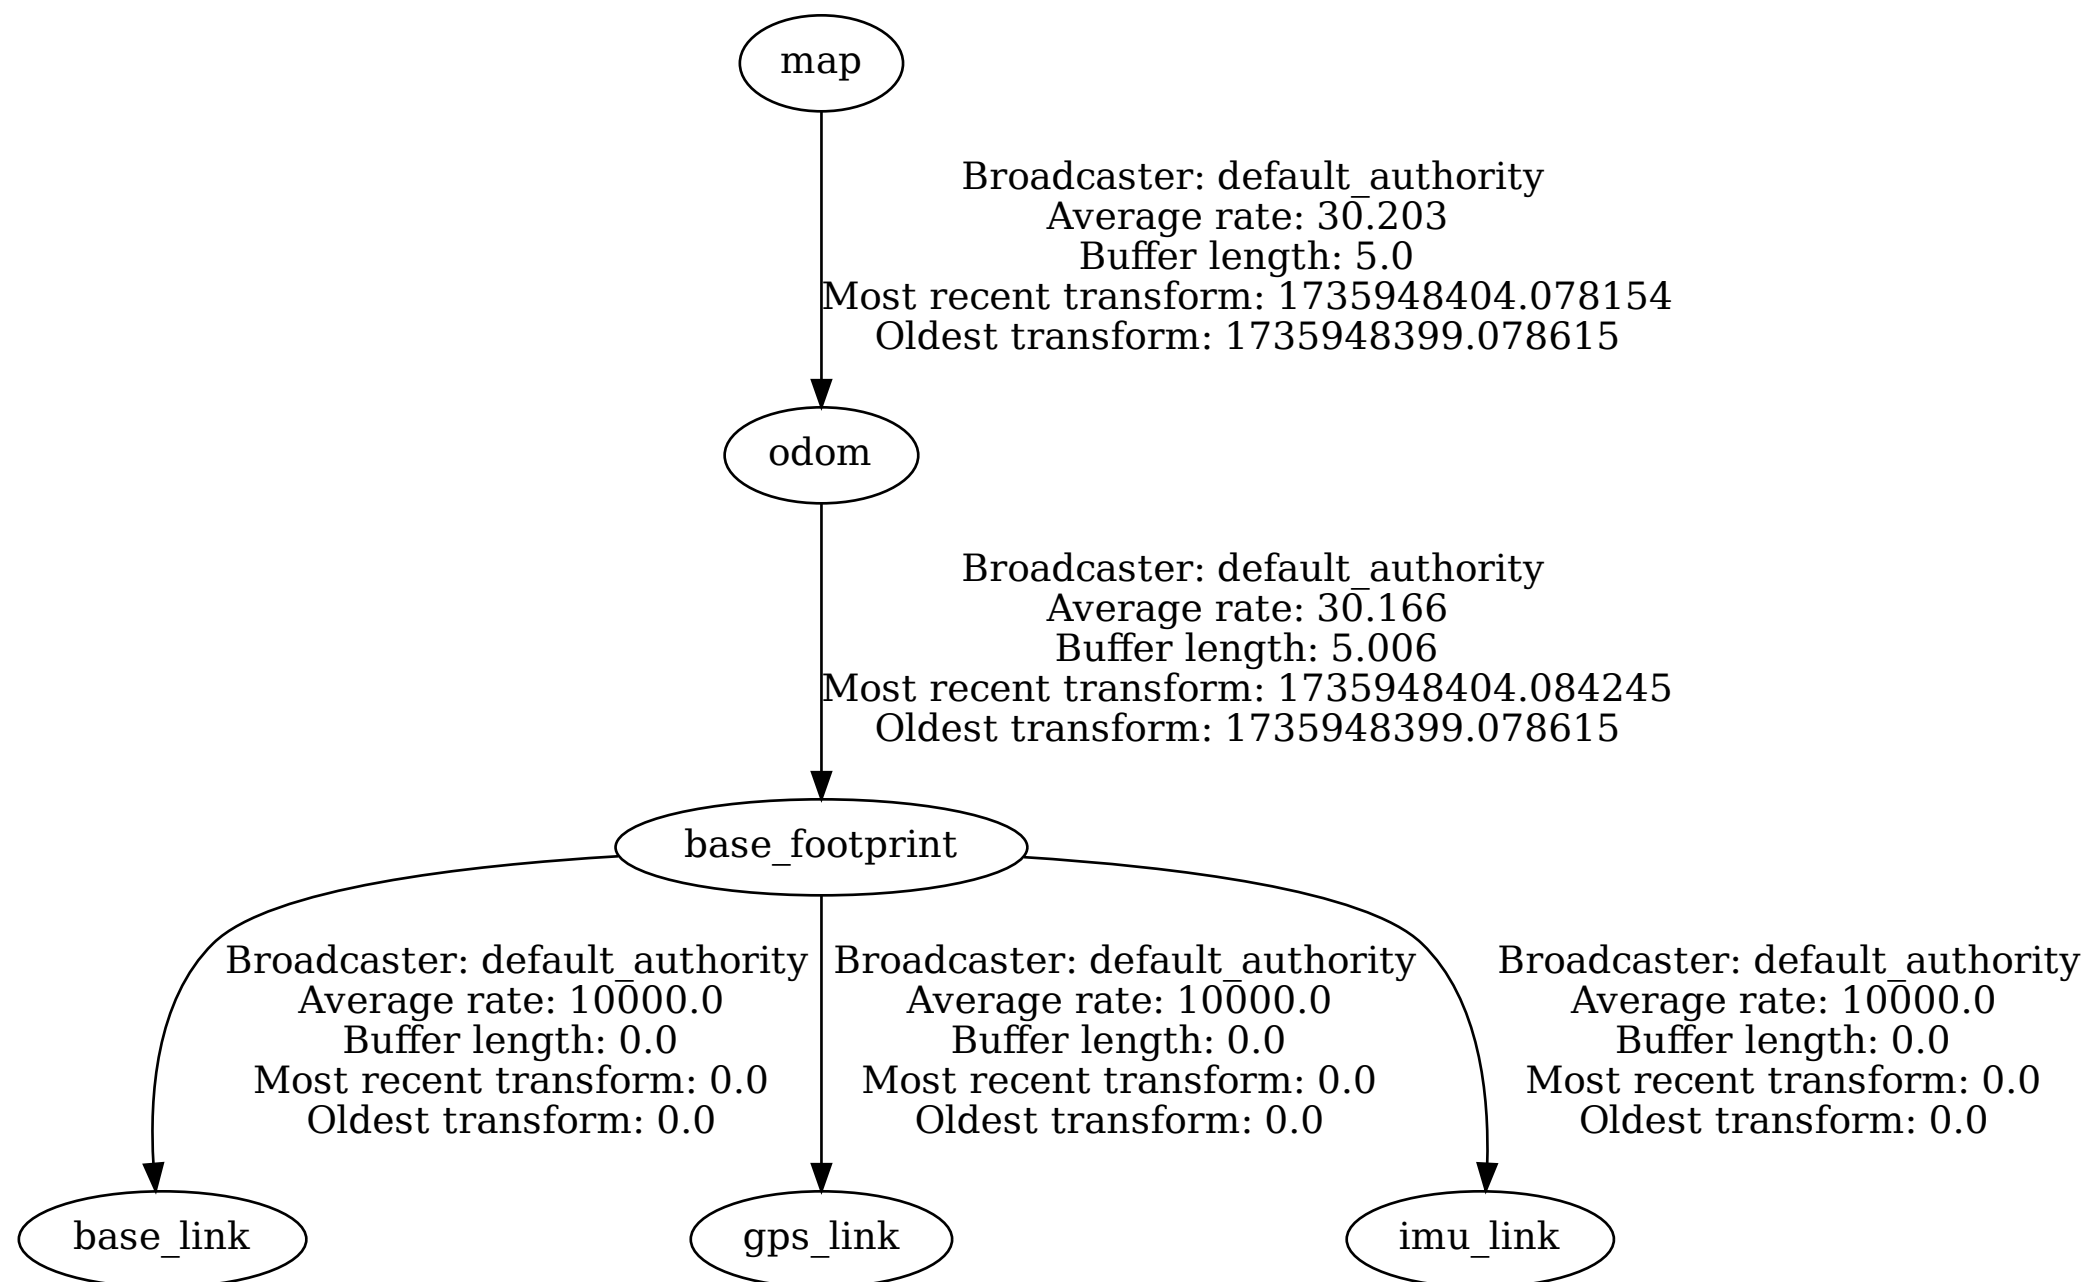 map
Broadcaster: default_authority
Average rate: 30.203
Buffer length: 5.0
Most recent transform: 1735948404.078154
Oldest transform: 1735948399.078615
odom
Broadcaster: default_authority
Average rate: 30.166
Buffer length: 5.006
Most recent transform: 1735948404.084245
Oldest transform: 1735948399.078615
base_footprint
Broadcaster: default_authority
Average rate: 10000.0
Buffer length: 0.0
Most recent transform: 0.0
Oldest transform: 0.0
Broadcaster: default_authority
Average rate: 10000.0
Buffer length: 0.0
Most recent transform: 0.0
Oldest transform: 0.0
Broadcaster: default_authority
Average rate: 10000.0
Buffer length: 0.0
Most recent transform: 0.0
Oldest transform: 0.0
base_link
gps_link
imu_link